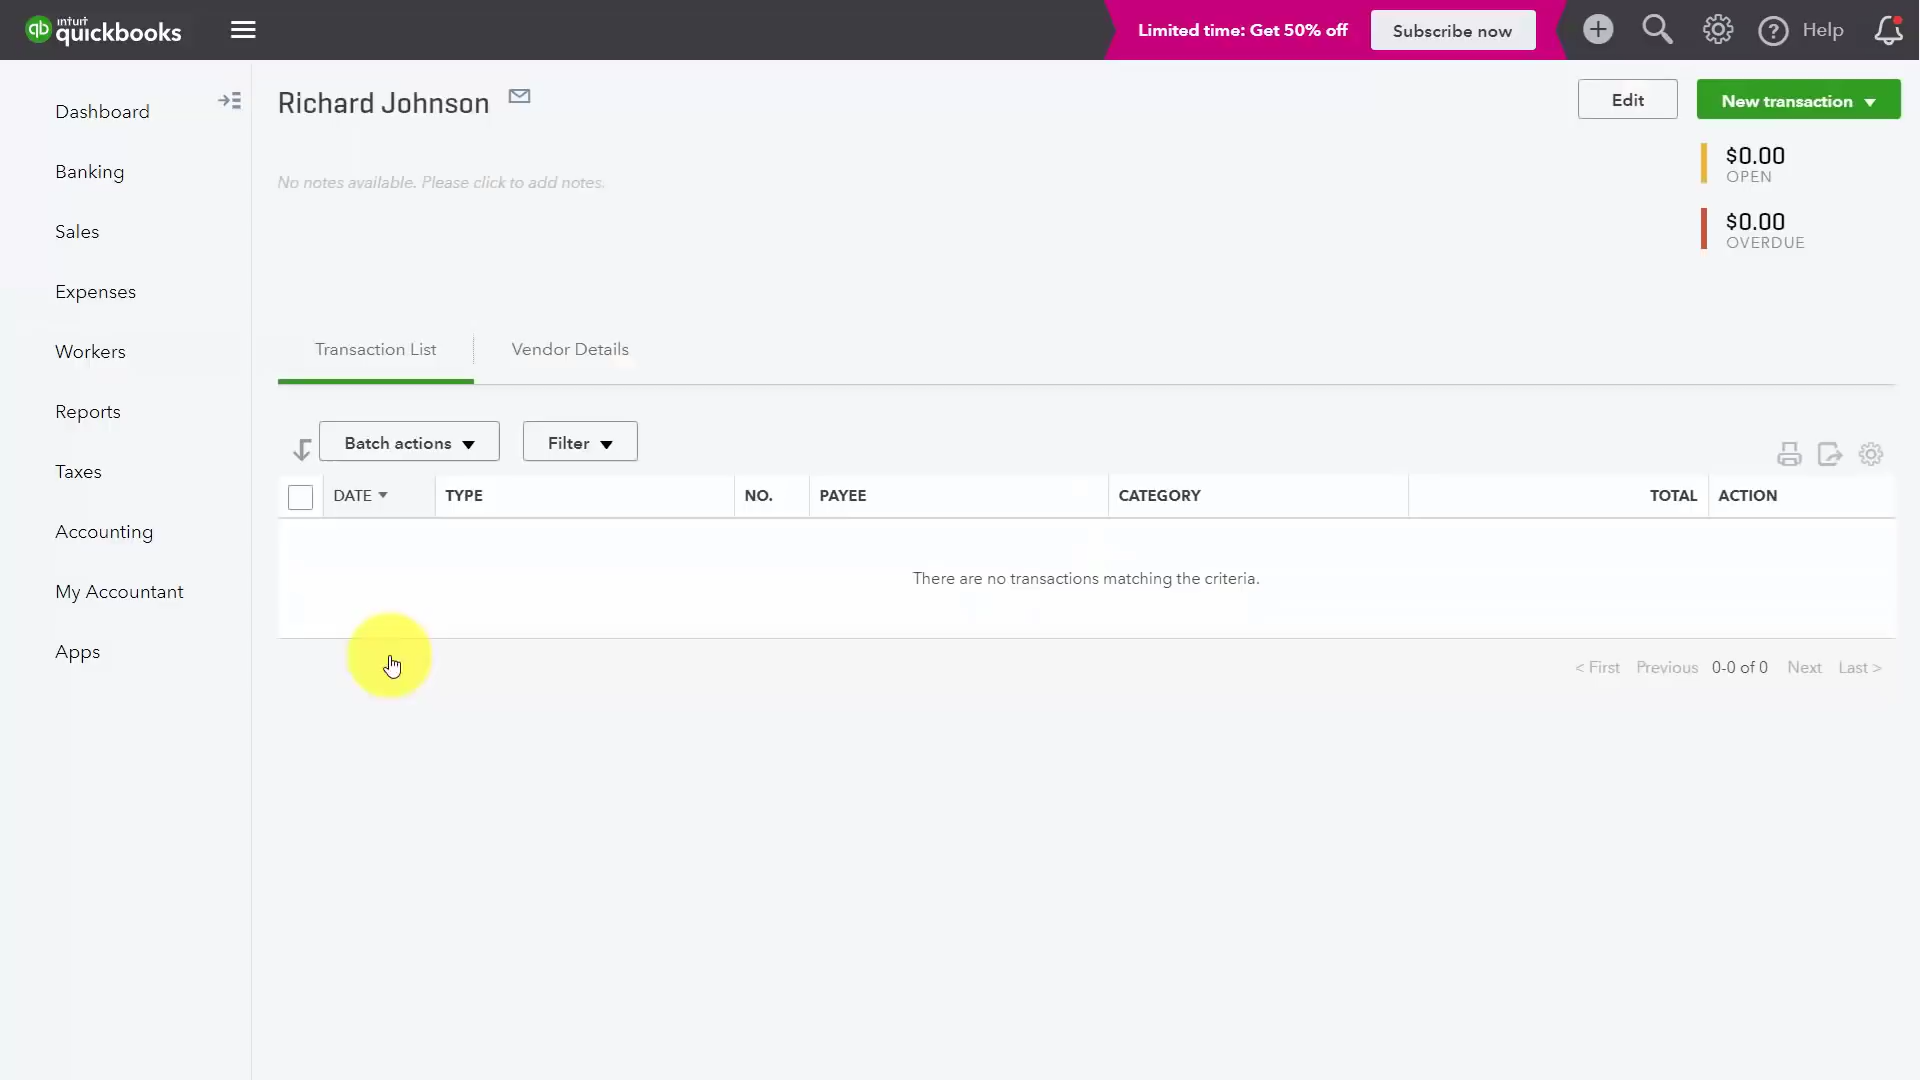 intuit
quickbooks
Limited time: Get 50% off
Subscribe now
Help
Dashboard
Banking
Sales
Expenses
Workers
Reports
Taxes
Accounting
My Accountant
Apps
Richard Johnson
Edit
New transaction
No notes available. Please click to add notes.
$0.00
OPEN
$0.00
OVERDUE
Transaction List
Vendor Details
Batch actions
Filter
DATE TYPE NO. PAYEE CATEGORY TOTAL ACTION
There are no transactions matching the criteria.
< First Previous 0-0 of 0 Next Last >